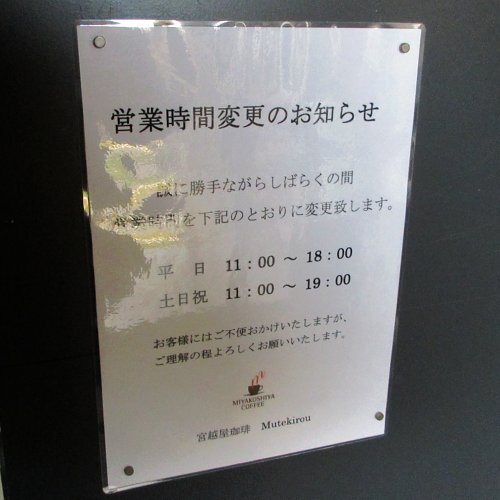 営業時間変更のお知らせ
誠に勝手ながらしばらくの間
営業時間を下記のとおりに変更致します。
平 日 11：00 ～ 18：00
土日祝 11：00 ～ 19：00
お客様にはご不便おかけいたしますが、
ご理解の程よろしくお願いいたします。
MIYAKOSHIYA
COFFEE
宮越屋珈琲 Mutekirou